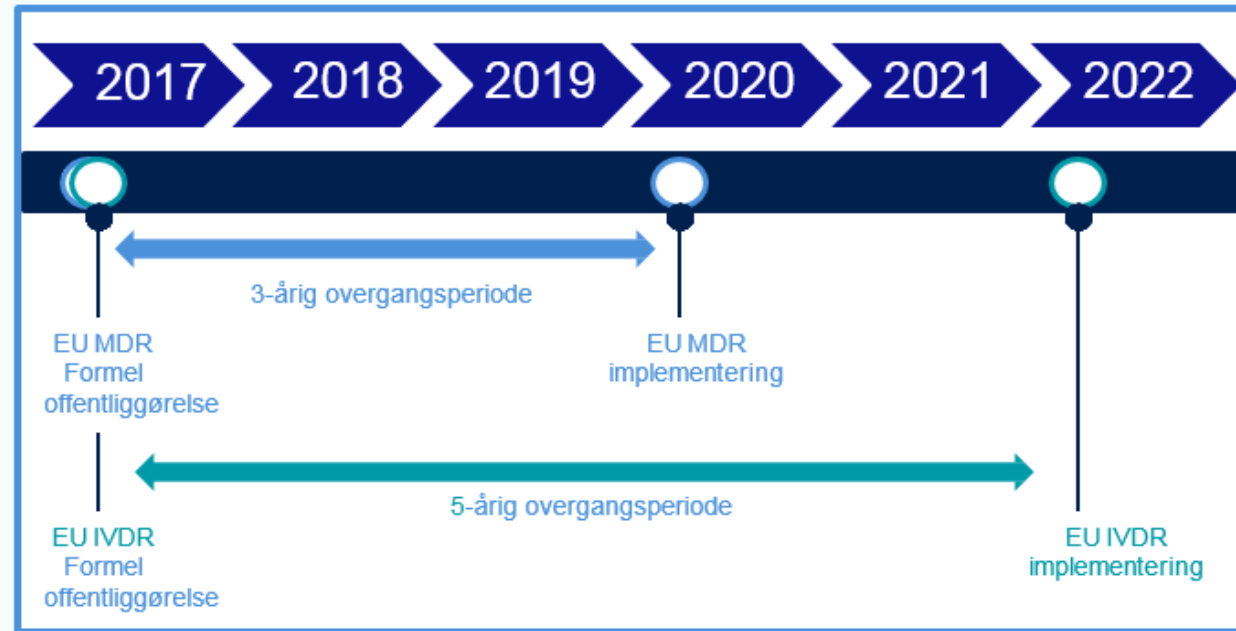 2017 2018 2019 2020 2021 2022
3-årig overgangsperiode
EU MDR
Formel
offentliggørelse
EU MDR
implementering
5-årig overgangsperiode
EU IVDR
Formel
offentliggørelse
EU IVDR
implementering